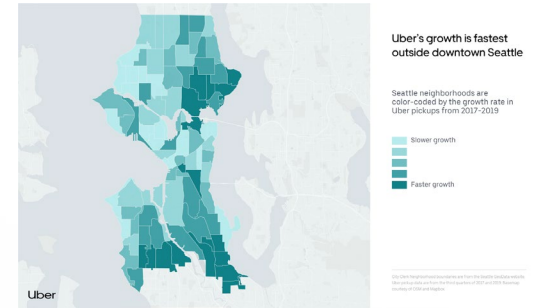 Uber's growth is fastest
outside downtown Seattle
Seattle neighborhoods are
color-coded by the growth rate in
Uber pickups from 2017-2019
Slower growth
Faster growth
Uber